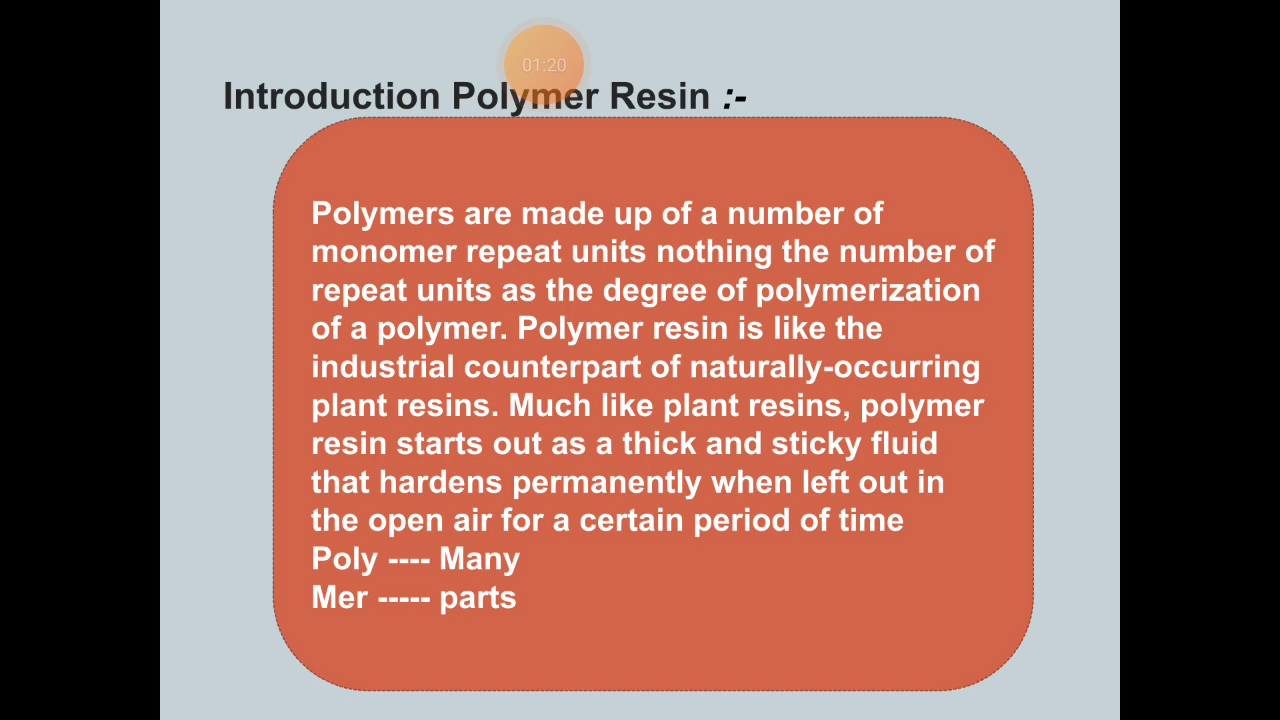 01:20
Introduction Polymer Resin :-
Polymers are made up of a number of
monomer repeat units nothing the number of
repeat units as the degree of polymerization
of a polymer. Polymer resin is like the
industrial counterpart of naturally-occurring
plant resins. Much like plant resins, polymer
resin starts out as a thick and sticky fluid
that hardens permanently when left out in
the open air for a certain period of time
Poly ---- Many
Mer ----- parts